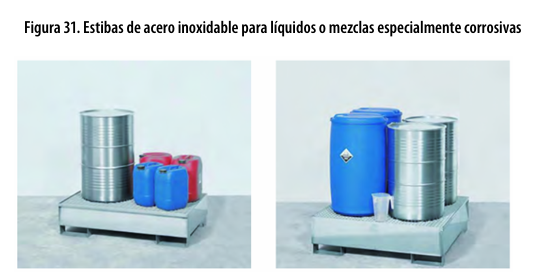 Figura 31. Estibas de acero inoxidable para líquidos o mezclas especialmente corrosivas